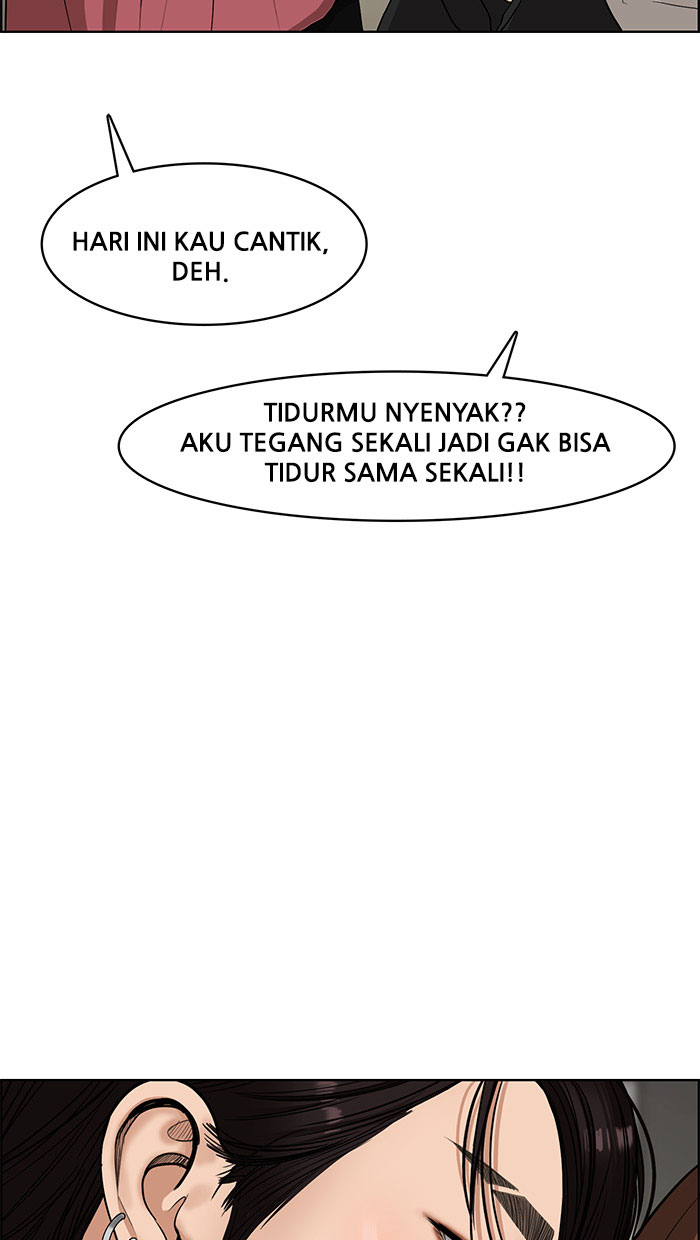 HARI INI KAU CANTIK,
DEH.
TIDURMU NYENYAK??
AKU TEGANG SEKALI JADI GAK BISA
TIDUR SAMA SEKALI!!